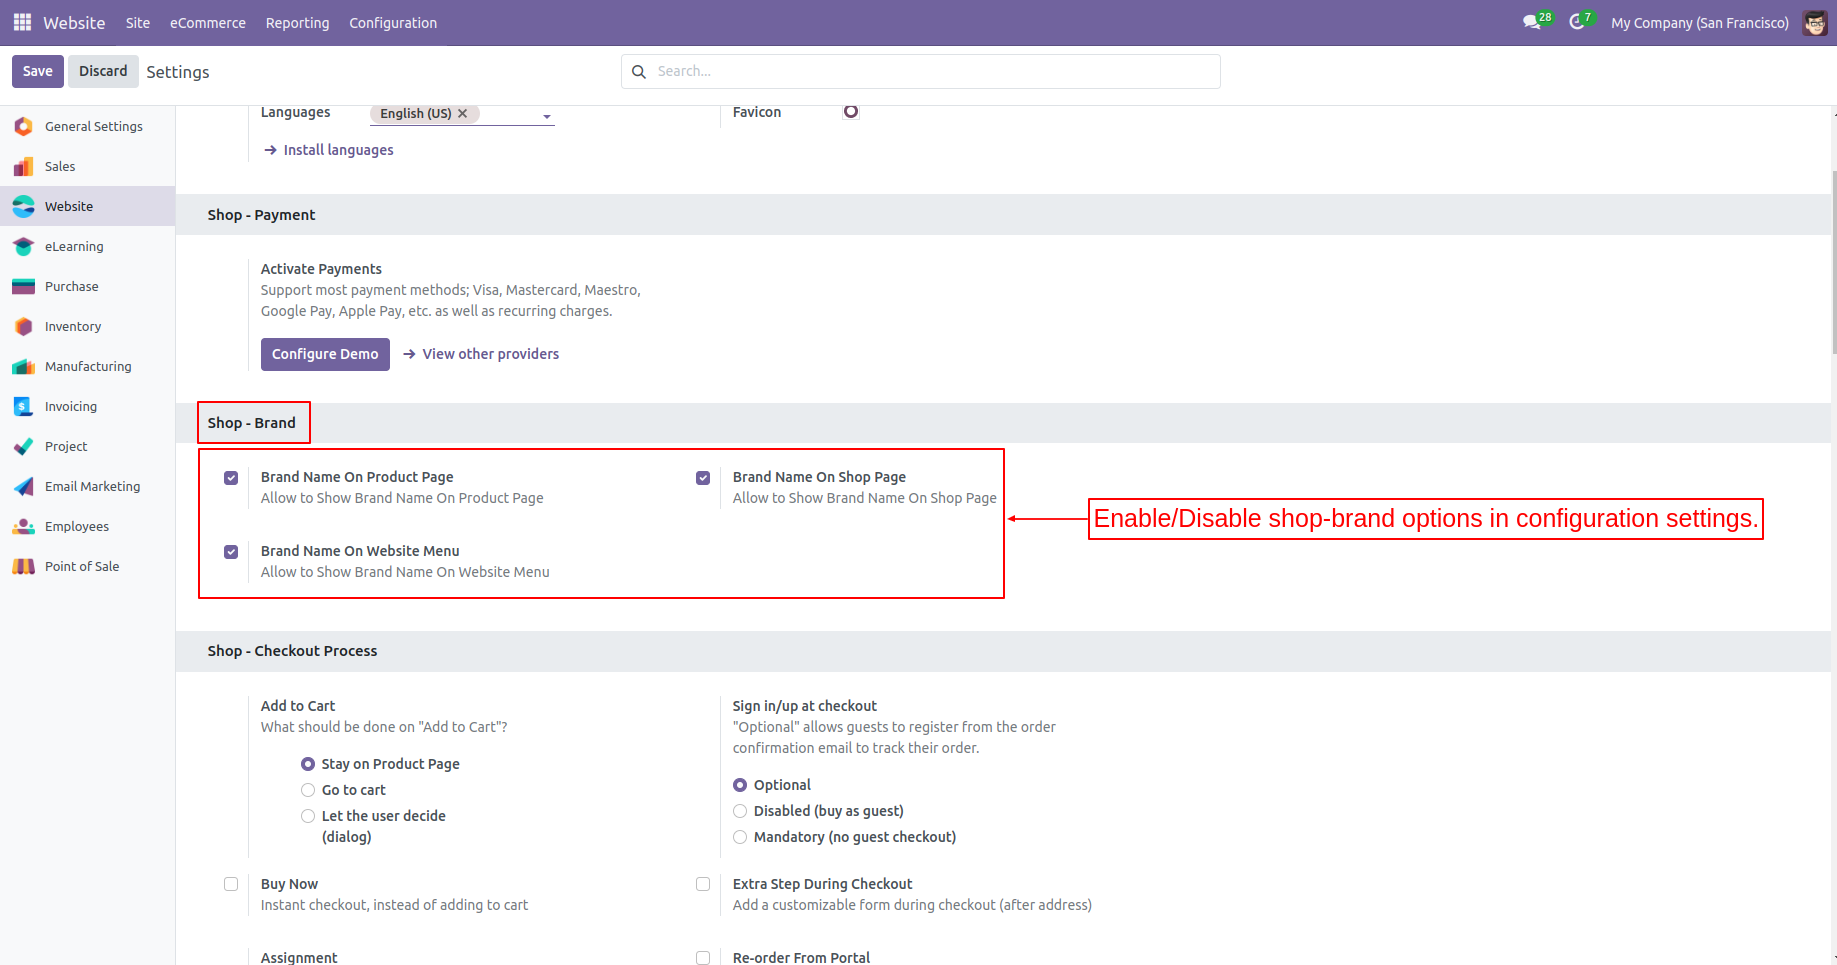 Website Site eCommerce Reporting Configuration 28 7 My Company (San Francisco)
Save Discard Settings Search...
General Settings
Sales
Website
eLearning
Purchase
Inventory
Manufacturing
Invoicing
Project
Email Marketing
Employees
Point of Sale
Languages English (US) ✕
Favicon
→ Install languages
Shop - Payment
Activate Payments
Support most payment methods; Visa, Mastercard, Maestro,
Google Pay, Apple Pay, etc. as well as recurring charges.
Configure Demo → View other providers
Shop - Brand
Brand Name On Product Page
Allow to Show Brand Name On Product Page
Brand Name On Shop Page
Allow to Show Brand Name On Shop Page
Brand Name On Website Menu
Allow to Show Brand Name On Website Menu
Enable/Disable shop-brand options in configuration settings.
Shop - Checkout Process
Add to Cart
What should be done on "Add to Cart"?
Stay on Product Page
Go to cart
Let the user decide
(dialog)
Sign in/up at checkout
"Optional" allows guests to register from the order
confirmation email to track their order.
Optional
Disabled (buy as guest)
Mandatory (no guest checkout)
Buy Now
Instant checkout, instead of adding to cart
Extra Step During Checkout
Add a customizable form during checkout (after address)
Assignment
Re-order From Portal